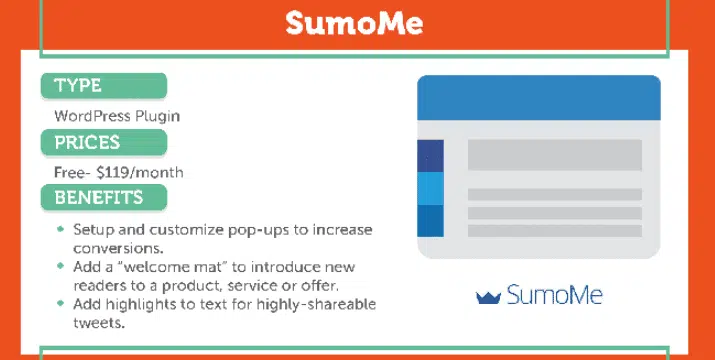 SumoMe
TYPE
WordPress Plugin
PRICES
Free- $119/month
BENEFITS
Setup and customize pop-ups to increase
conversions.
Add a “welcome mat” to introduce new
readers to a product, service or offer.
Add highlights to text for highly-shareable
tweets.
SumoMe